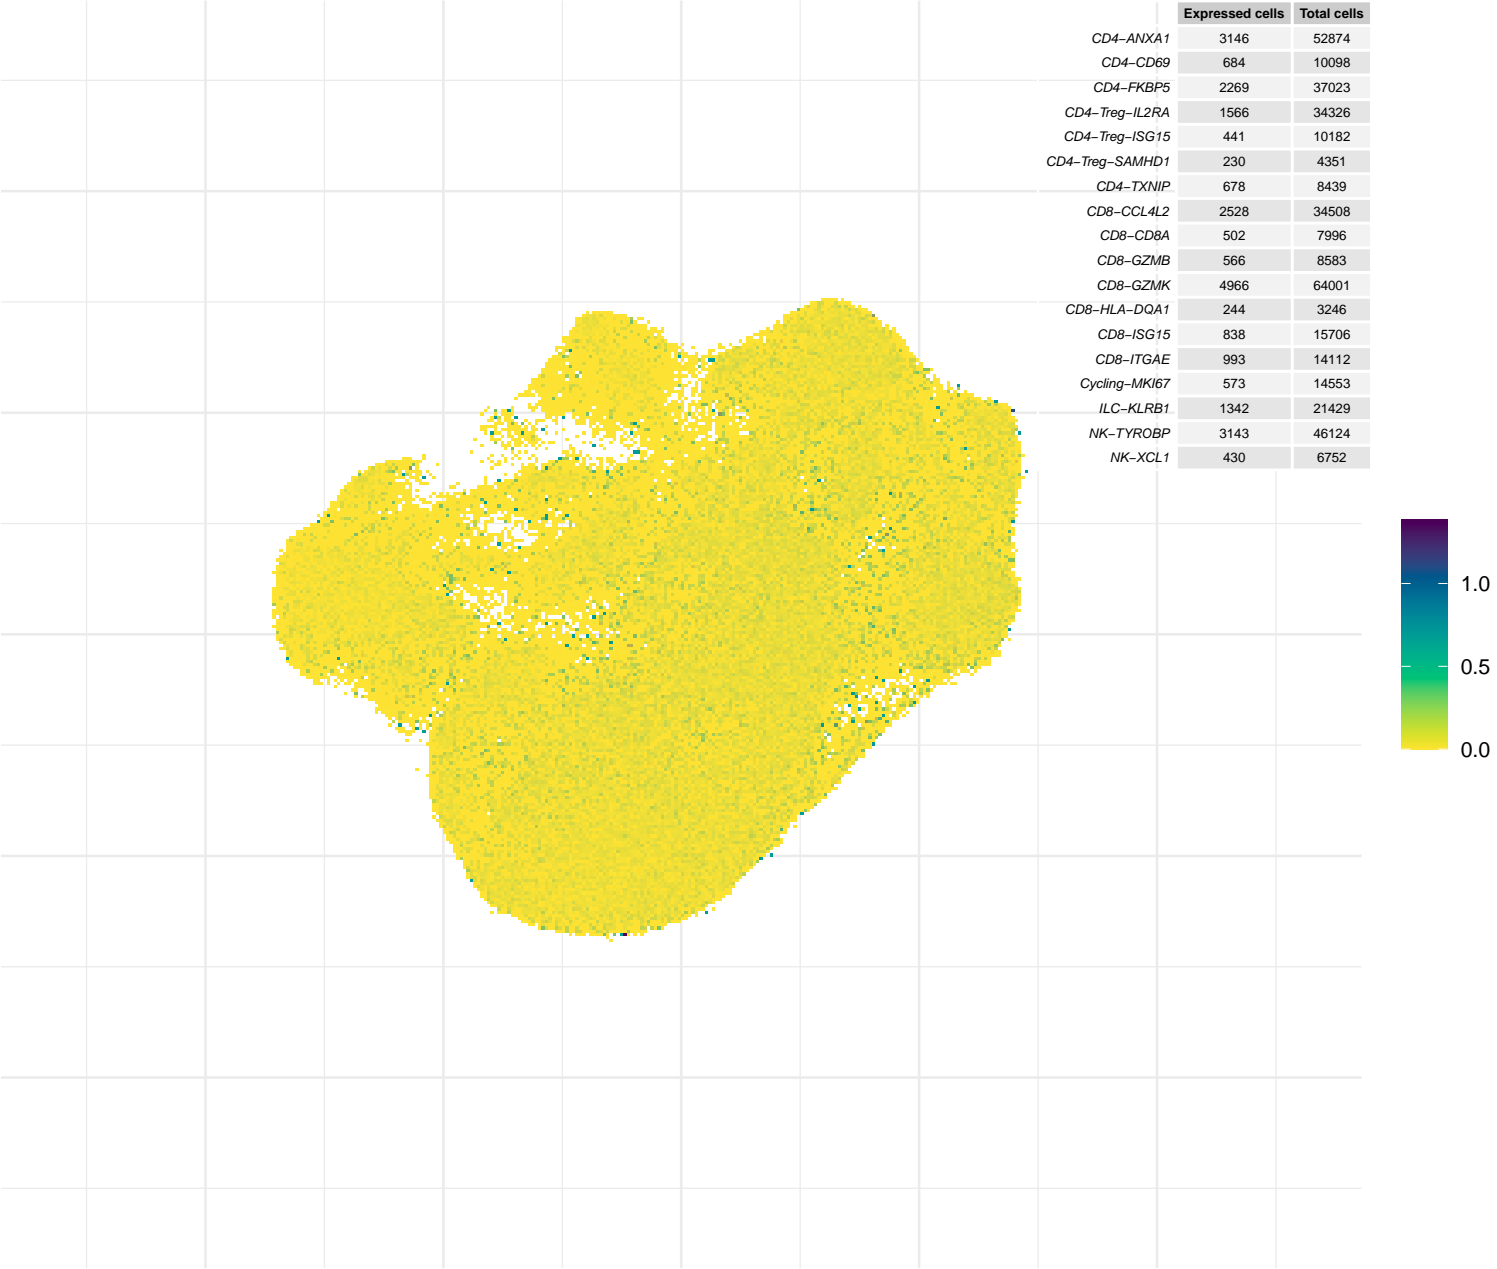 Expressed cells Total cells
CD4−ANXA1 3146 52874
CD4−CD69 684 10098
CD4−FKBP5 2269 37023
CD4−Treg−IL2RA 1566 34326
CD4−Treg−ISG15 441 10182
CD4−Treg−SAMHD1 230 4351
CD4−TXNIP 678 8439
CD8−CCL4L2 2528 34508
CD8−CD8A 502 7996
CD8−GZMB 566 8583
CD8−GZMK 4966 64001
CD8−HLA−DQA1 244 3246
CD8−ISG15 838 15706
CD8−ITGAE 993 14112
Cycling−MKI67 573 14553
ILC−KLRB1 1342 21429
NK−TYROBP 3143 46124
NK−XCL1 430 6752
1.0
0.5
0.0